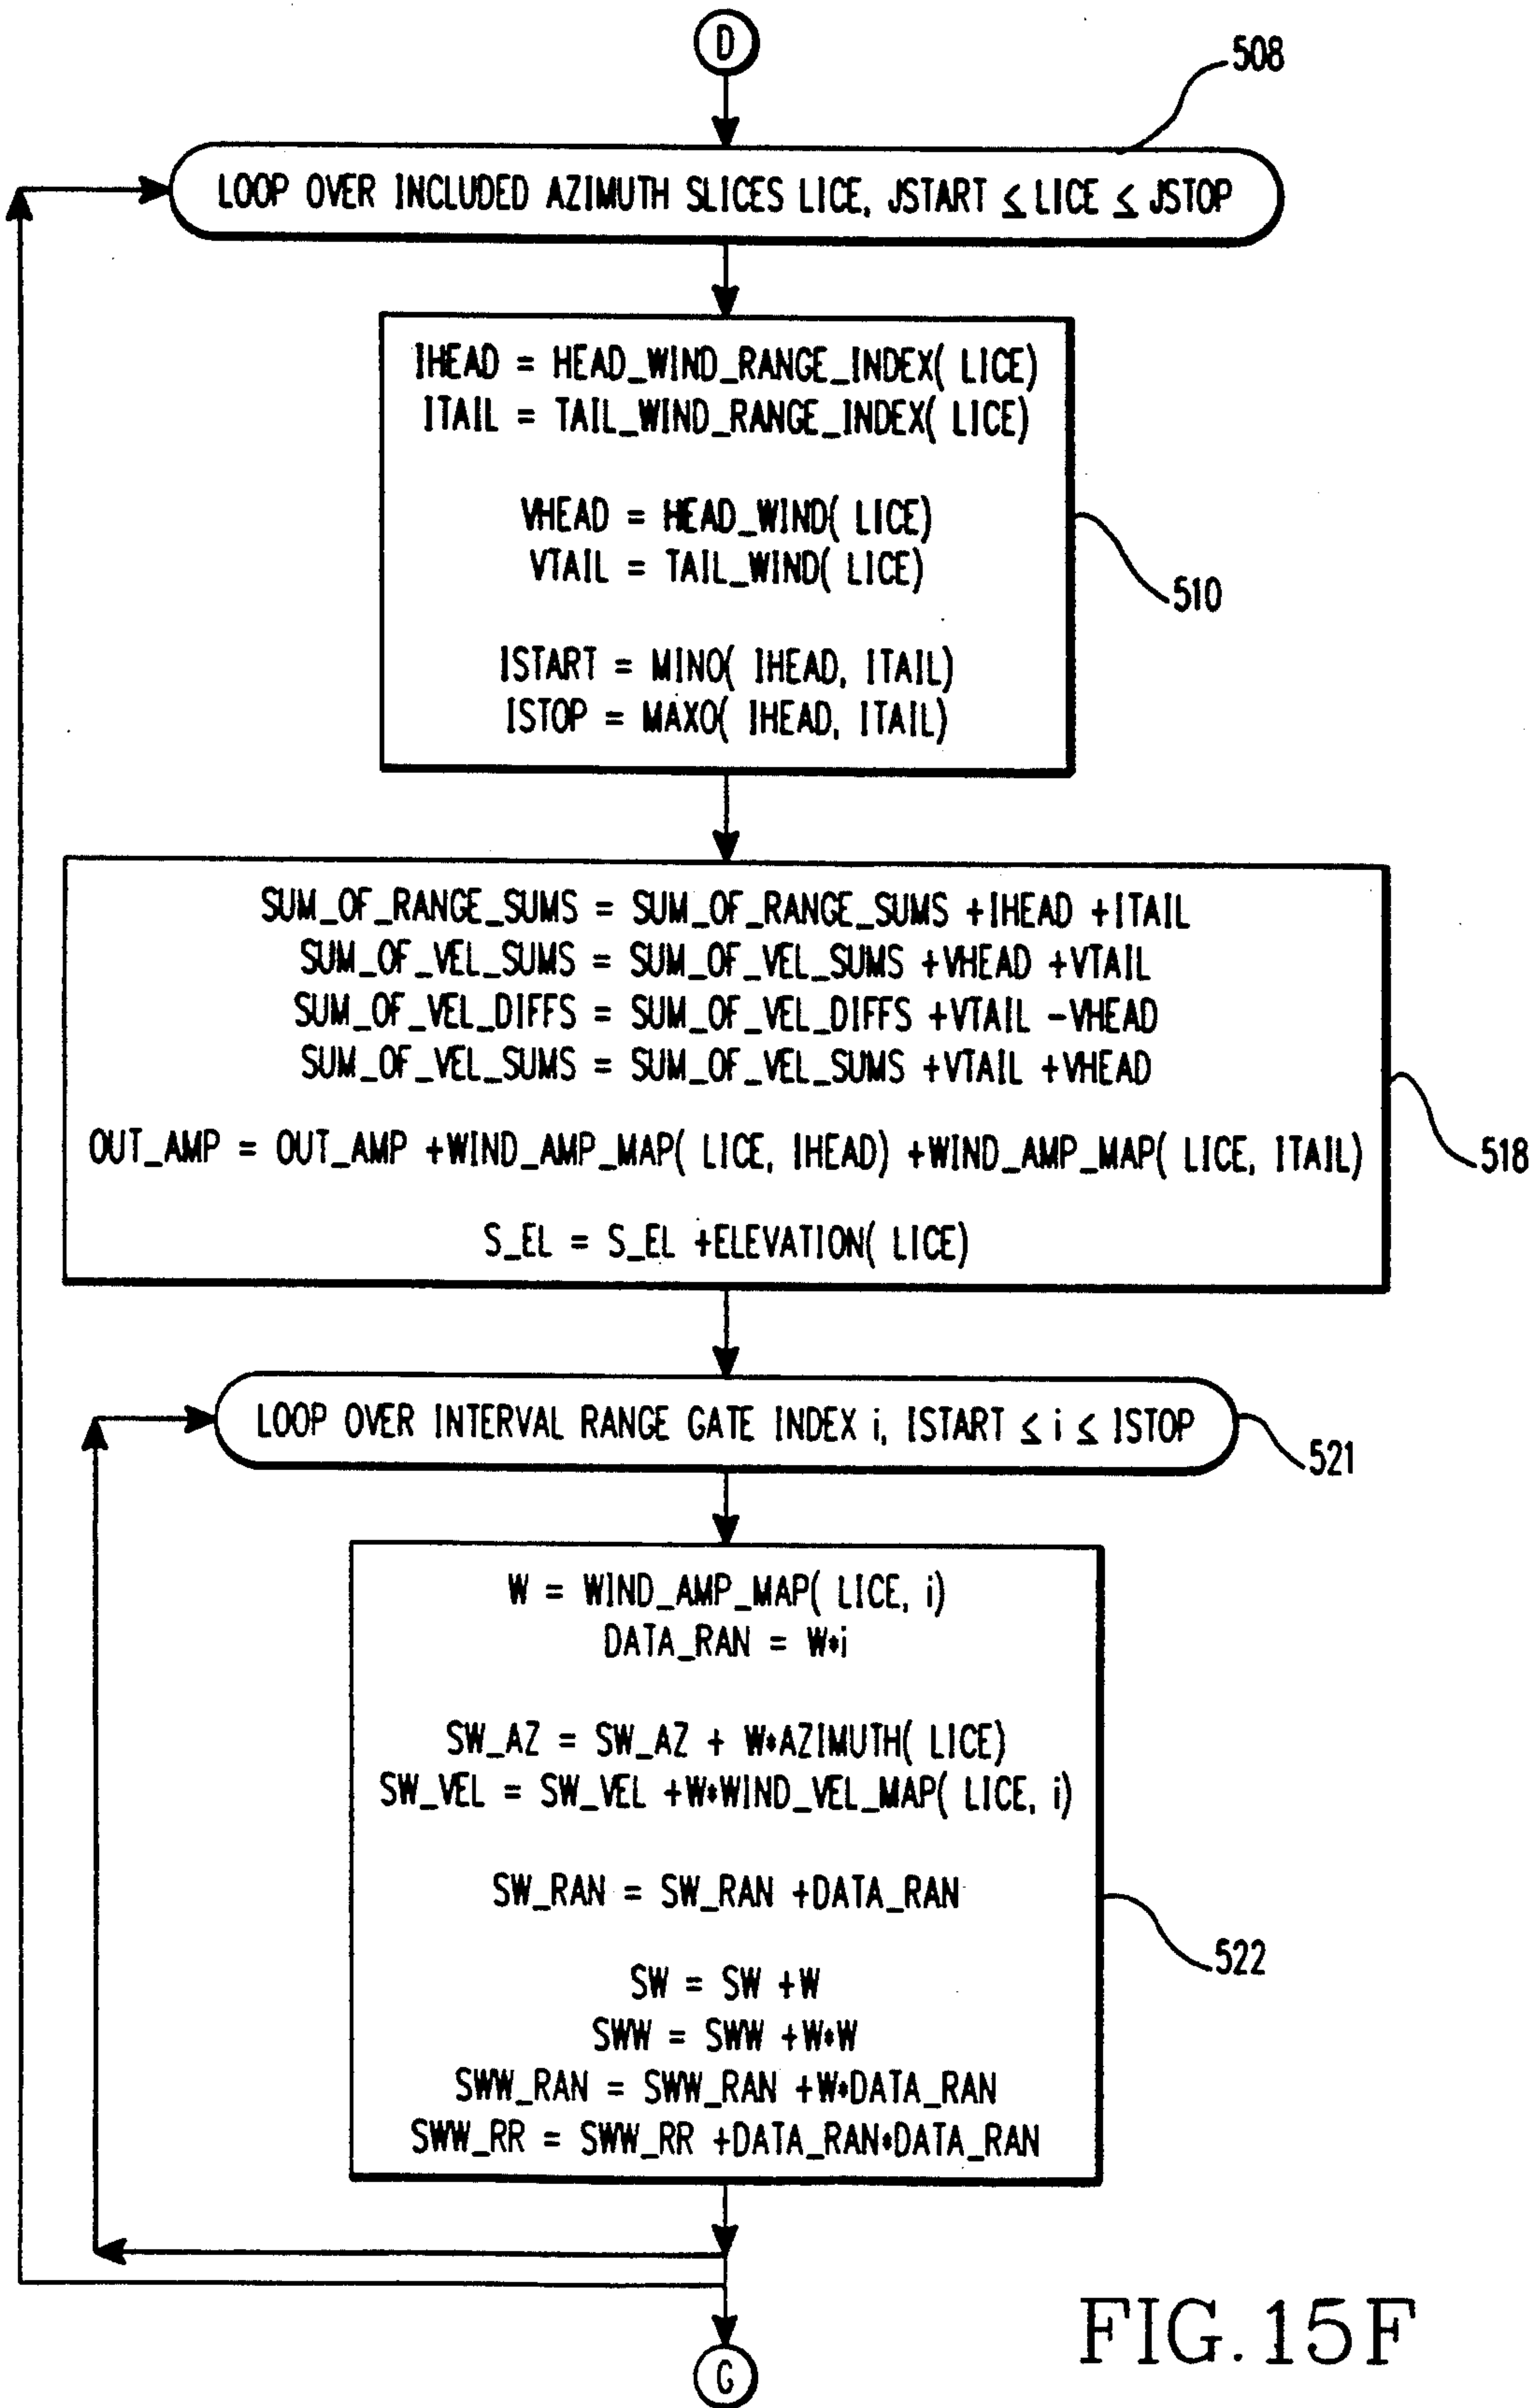 D
508
LOOP OVER INCLUDED AZIMUTH SLICES LICE, JSTART ≤ LICE ≤ JSTOP
IHEAD = HEAD_WIND_RANGE_INDEX( LICE)
ITAIL = TAIL_WIND_RANGE_INDEX( LICE)
VHEAD = HEAD_WIND( LICE)
VTAIL = TAIL_WIND( LICE)
510
ISTART = MINO( IHEAD, ITAIL)
ISTOP = MAXO( IHEAD, ITAIL)
SUM_OF_RANGE_SUMS = SUM_OF_RANGE_SUMS +IHEAD +ITAIL
SUM_OF_VEL_SUMS = SUM_OF_VEL_SUMS +VHEAD +VTAIL
SUM_OF_VEL_DIFFS = SUM_OF_VEL_DIFFS +VTAIL -VHEAD
SUM_OF_VEL_SUMS = SUM_OF_VEL_SUMS +VTAIL +VHEAD
OUT_AMP = OUT_AMP +WIND_AMP_MAP( LICE, IHEAD) +WIND_AMP_MAP( LICE, ITAIL)
518
S_EL = S_EL +ELEVATION( LICE)
LOOP OVER INTERVAL RANGE GATE INDEX i, ISTART ≤ i ≤ ISTOP
521
W = WIND_AMP_MAP( LICE, i)
DATA_RAN = W*i
SW_AZ = SW_AZ + W*AZIMUTH( LICE)
SW_VEL = SW_VEL +W*WIND_VEL_MAP( LICE, i)
SW_RAN = SW_RAN +DATA_RAN
522
SW = SW +W
SWW = SWW +W*W
SWW_RAN = SWW_RAN +W*DATA_RAN
SWW_RR = SWW_RR +DATA_RAN*DATA_RAN
G
FIG.15F